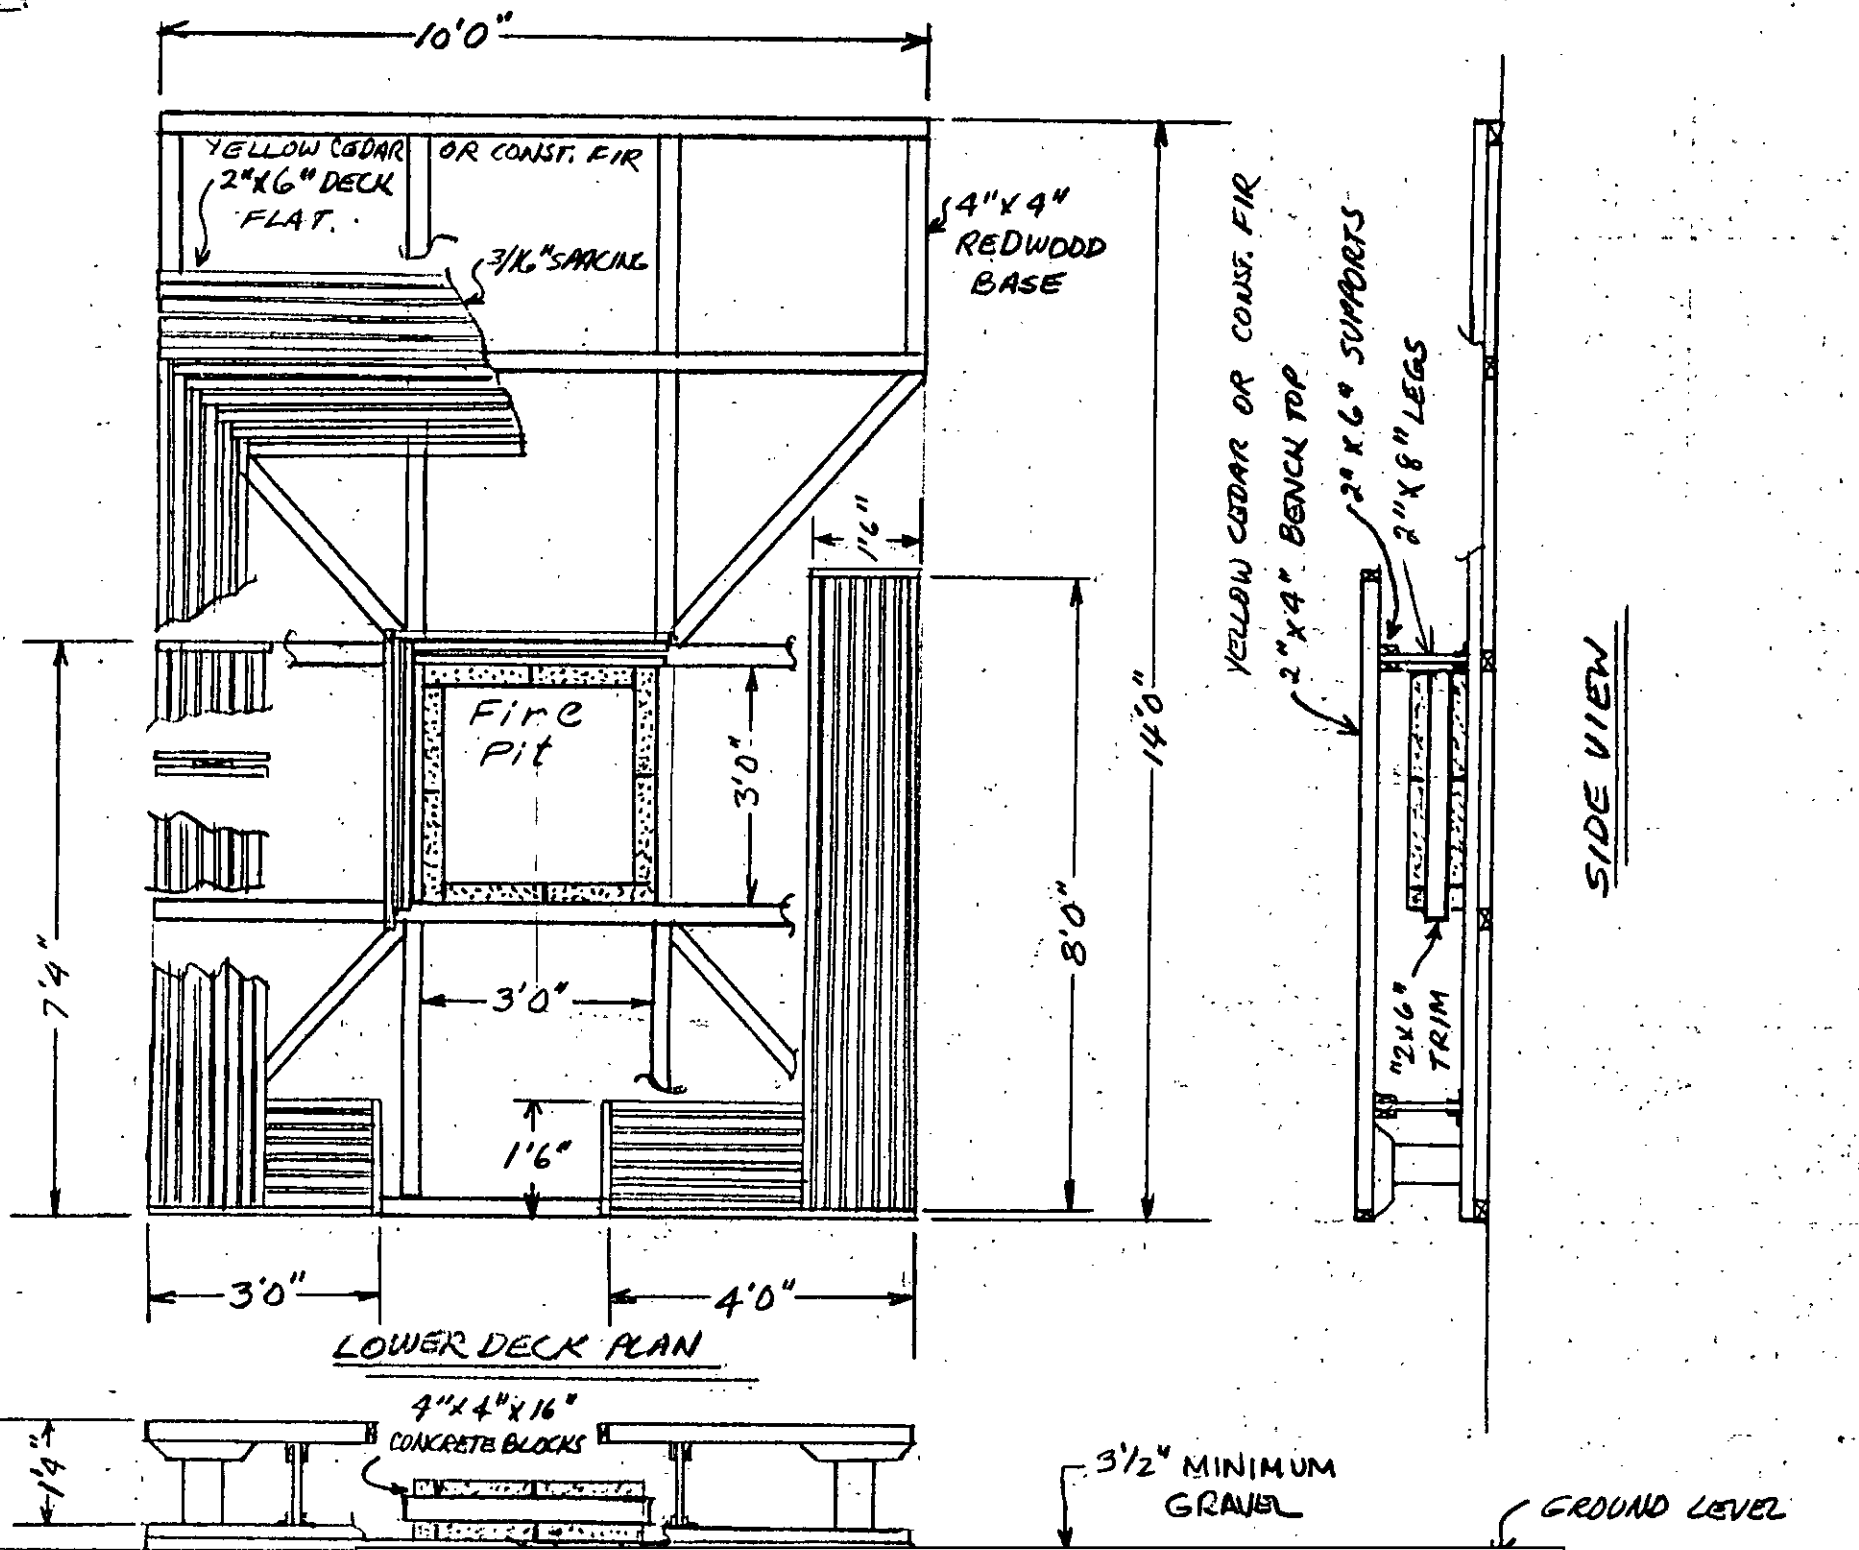 10'0"
YELLOW CEDAR OR CONST. FIR
2"X6" DECK
FLAT.
3/16" SPACING
4"X4"
REDWOOD
BASE
1'6"
Fire
Pit
3'0"
3'0"
7'4"
1'6"
8'0"
14'0"
3'0"
4'0"
LOWER DECK PLAN
YELLOW CEDAR OR CONST. FIR
2"X4" BENCH TOP
2"X6" SUPPORTS
2"X8" LEGS
"2X6"
TRIM
SIDE VIEW
4"X4"X16"
CONCRETE BLOCKS
1'4"
3 1/2" MINIMUM
GRAVEL
GROUND LEVEL